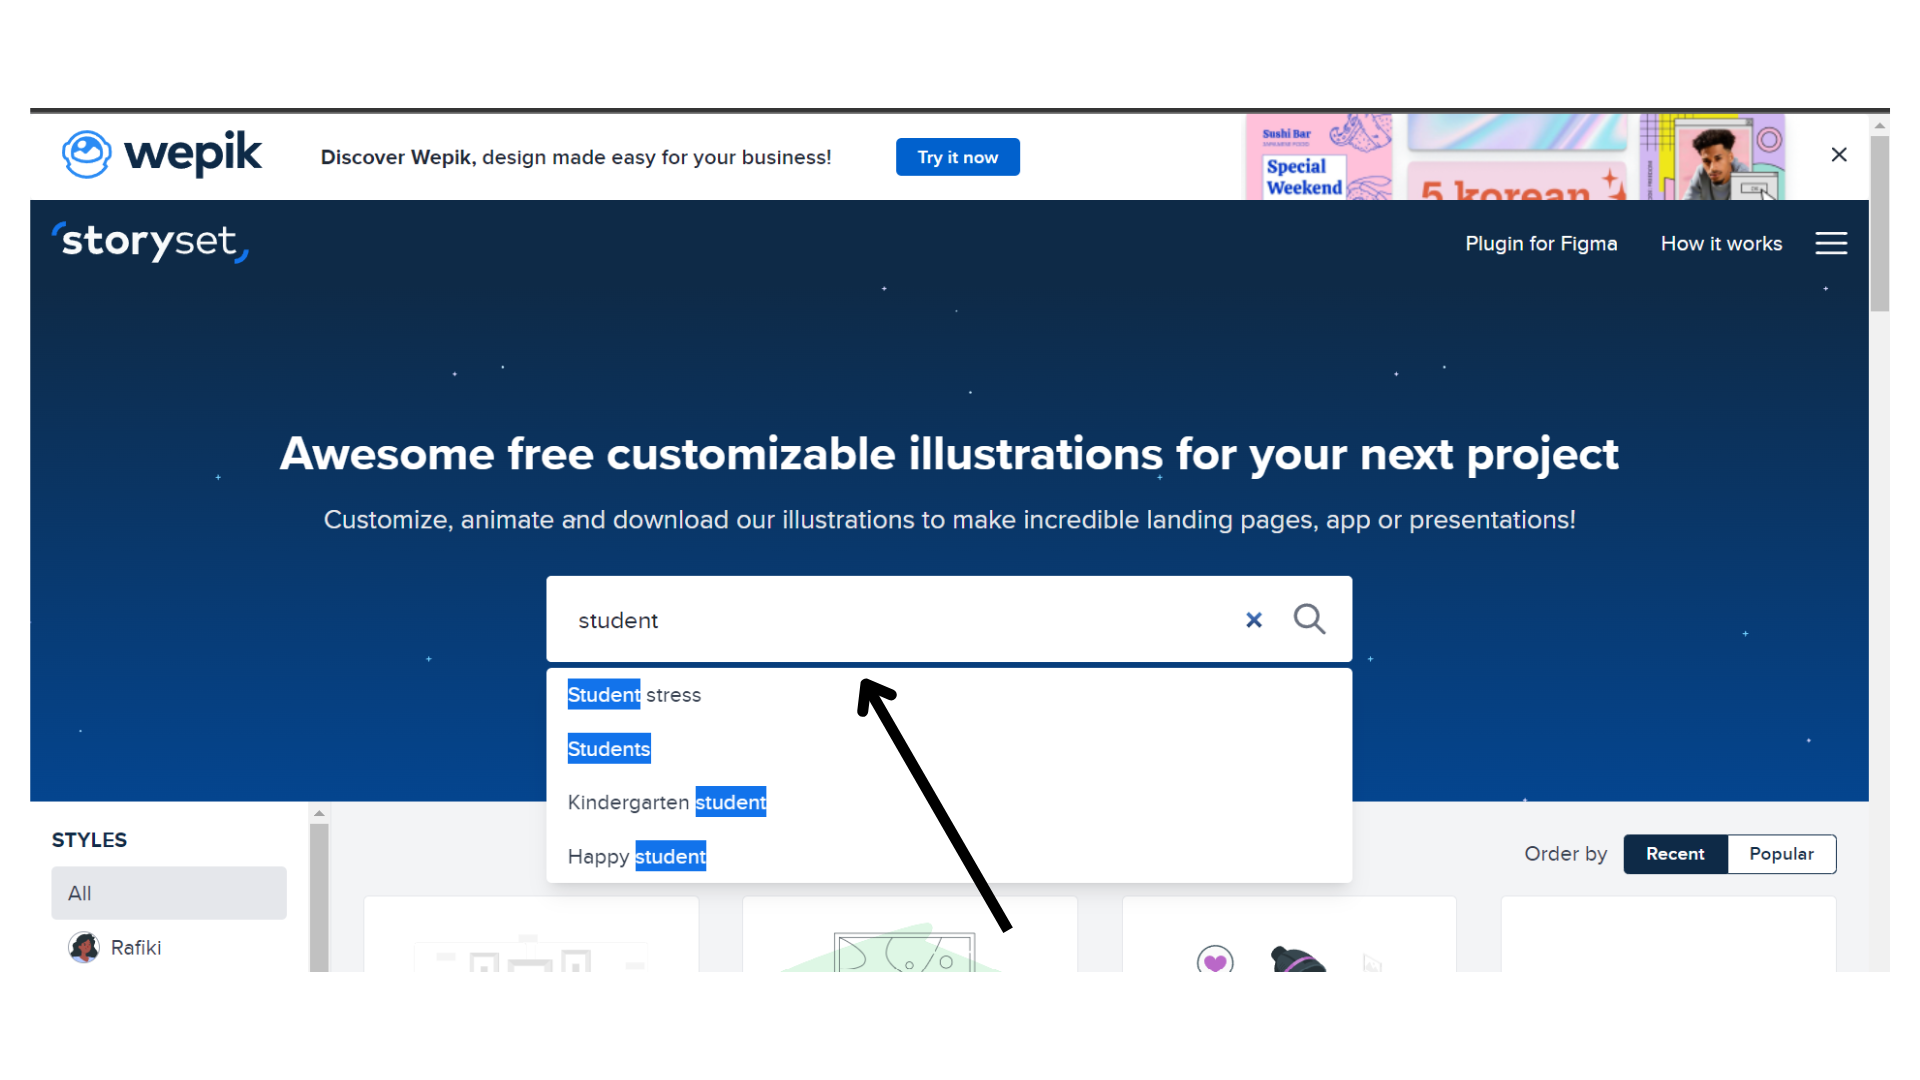 wepik
Discover Wepik, design made easy for your business!
Try it now
Sushi Bar
Special
Weekend
5 korean
storyset
Plugin for Figma
How it works
Awesome free customizable illustrations for your next project
Customize, animate and download our illustrations to make incredible landing pages, app or presentations!
student
Student stress
Students
Kindergarten student
Happy student
STYLES
All
Rafiki
Order by
Recent
Popular